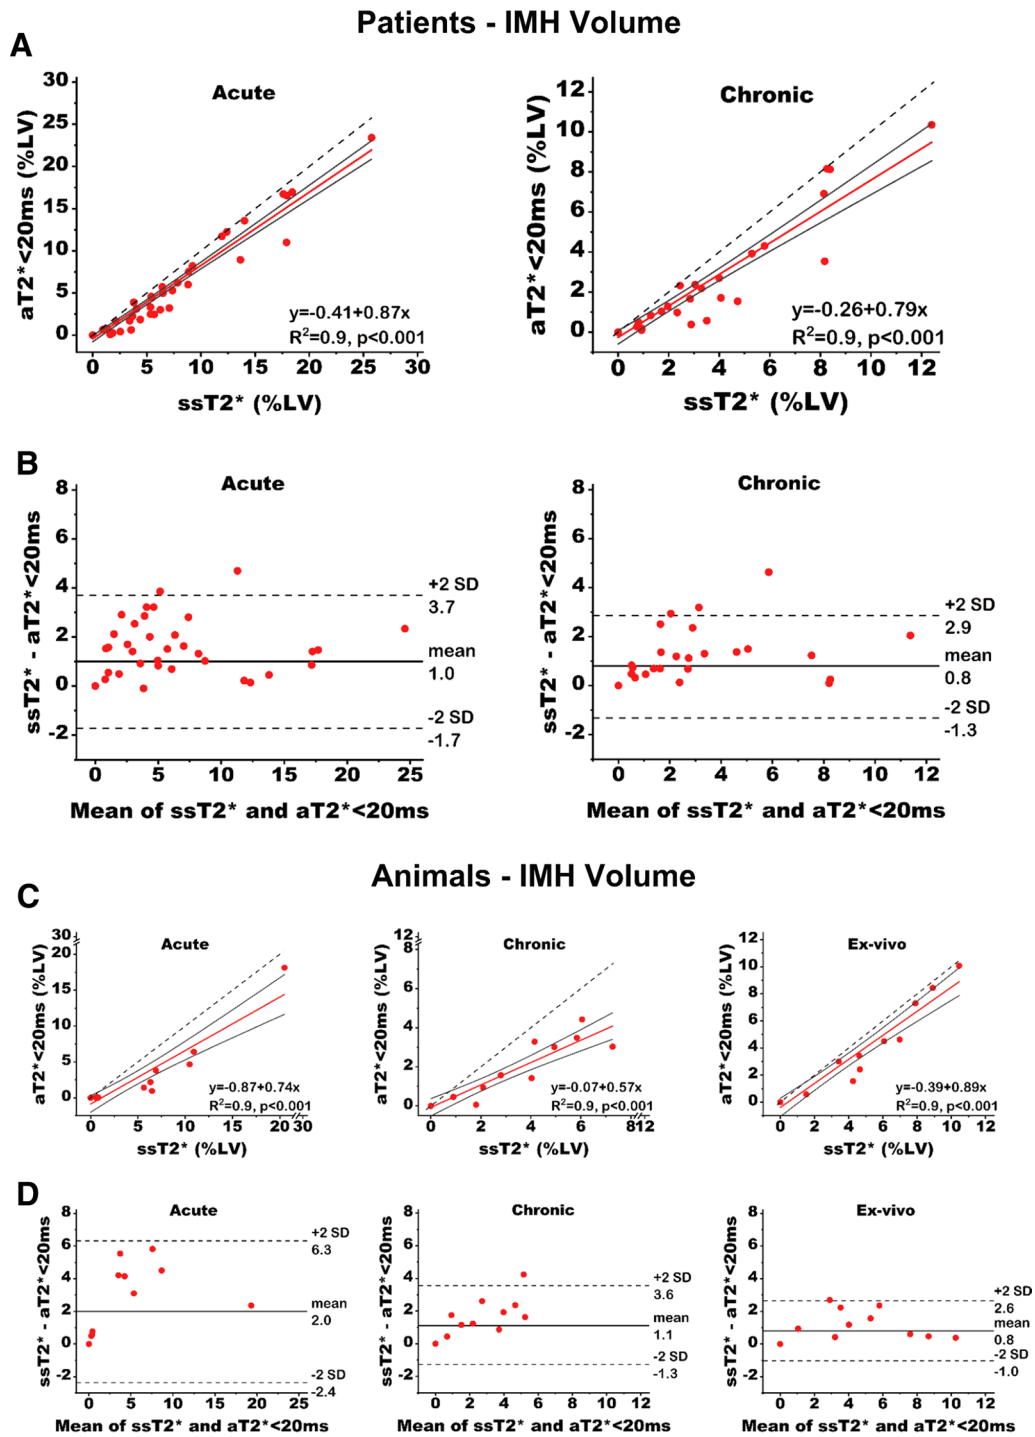 Patients - IMH Volume
A
Acute
aT2*<20ms (%LV)
30
25
20
15
10
5
0
y=-0.41+0.87x
R²=0.9, p<0.001
0 5 10 15 20 25 30
ssT2* (%LV)
Chronic
aT2*<20ms (%LV)
12
10
8
6
4
2
0
y=-0.26+0.79x
R²=0.9, p<0.001
0 2 4 6 8 10 12
ssT2* (%LV)
B
Acute
ssT2* - aT2*<20ms
8
6
4
2
0
-2
+2 SD
3.7
mean
1.0
-2 SD
-1.7
0 5 10 15 20 25
Mean of ssT2* and aT2*<20ms
Chronic
ssT2* - aT2*<20ms
8
6
4
2
0
-2
+2 SD
2.9
mean
0.8
-2 SD
-1.3
0 2 4 6 8 10 12
Mean of ssT2* and aT2*<20ms
Animals - IMH Volume
C
Acute
aT2*<20ms (%LV)
30
20
15
10
5
0
y=-0.87+0.74x
R²=0.9, p<0.001
0 5 10 15 20 30
ssT2* (%LV)
Chronic
aT2*<20ms (%LV)
12
8
6
4
2
0
y=-0.07+0.57x
R²=0.9, p<0.001
0 2 4 6 8 12
ssT2* (%LV)
Ex-vivo
aT2*<20ms (%LV)
12
10
8
6
4
2
0
y=-0.39+0.89x
R²=0.9, p<0.001
0 2 4 6 8 10 12
ssT2* (%LV)
D
Acute
ssT2* - aT2*<20ms
8
6
4
2
0
-2
+2 SD
6.3
mean
2.0
-2 SD
-2.4
0 5 10 15 20 25
Mean of ssT2* and aT2*<20ms
Chronic
ssT2* - aT2*<20ms
8
6
4
2
0
-2
+2 SD
3.6
mean
1.1
-2 SD
-1.3
0 2 4 6 8 10 12
Mean of ssT2* and aT2*<20ms
Ex-vivo
ssT2* - aT2*<20ms
8
6
4
2
0
-2
+2 SD
2.6
mean
0.8
-2 SD
-1.0
0 2 4 6 8 10 12
Mean of ssT2* and aT2*<20ms